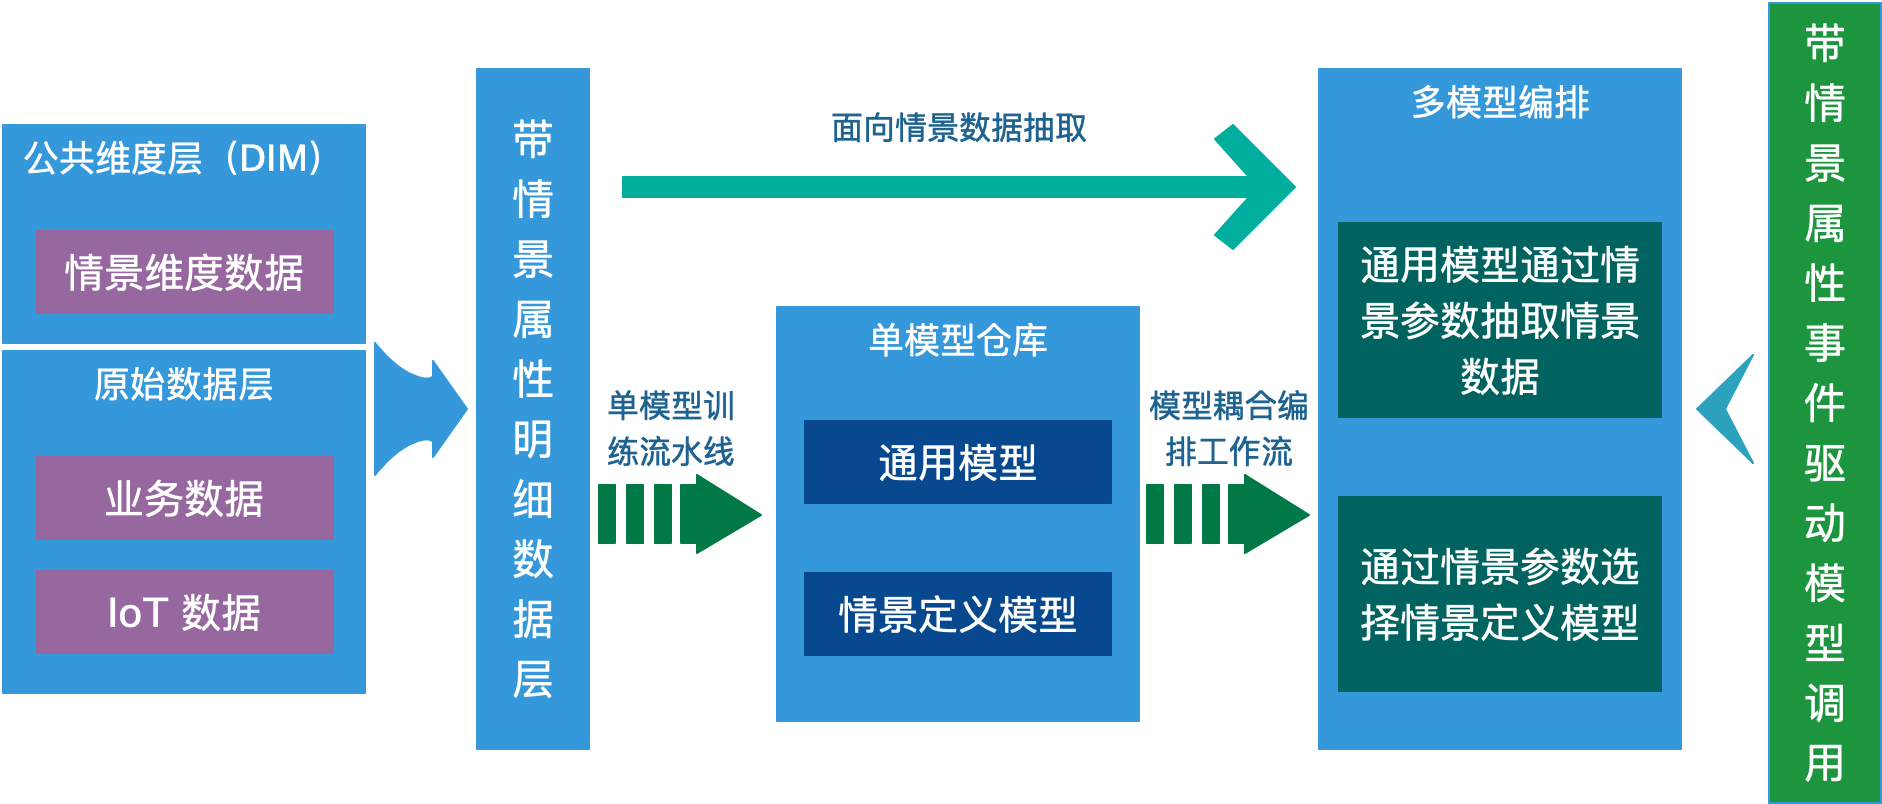 公共维度层（DIM）
情景维度数据
原始数据层
业务数据
IoT 数据
带情景属性明细数据层
面向情景数据抽取
单模型训
练流水线
单模型仓库
通用模型
情景定义模型
模型耦合编
排工作流
多模型编排
通用模型通过情
景参数抽取情景
数据
通过情景参数选
择情景定义模型
带情景属性事件驱动模型调用